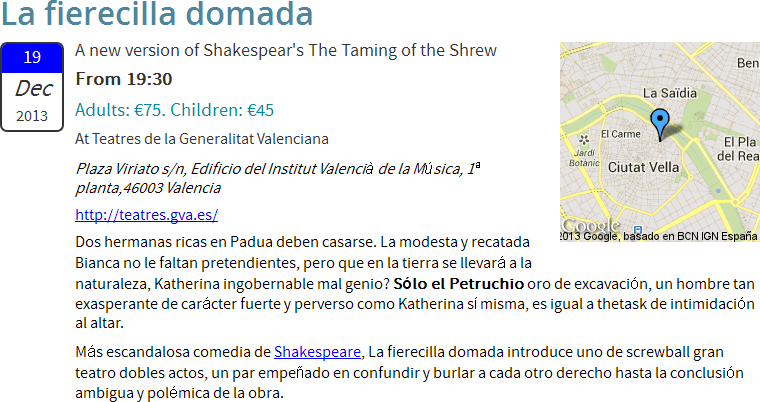 La fierecilla domada
19
Dec
2013
A new version of Shakespear's The Taming of the Shrew
From 19:30
Adults: €75. Children: €45
At Teatres de la Generalitat Valenciana
Plaza Viriato s/n, Edificio del Institut Valencià de la Música, 1ª
planta,46003 Valencia
http://teatres.gva.es/
Dos hermanas ricas en Padua deben casarse. La modesta y recatada
Bianca no le faltan pretendientes, pero que en la tierra se llevará a la
naturaleza, Katherina ingobernable mal genio? Sólo el Petruchio oro de excavación, un hombre tan
exasperante de carácter fuerte y perverso como Katherina sí misma, es igual a thetask de intimidación
al altar.
Más escandalosa comedia de Shakespeare, La fierecilla domada introduce uno de screwball gran
teatro dobles actos, un par empeñado en confundir y burlar a cada otro derecho hasta la conclusión
ambigua y polémica de la obra.
Ben
La Saïdia
El Carme
Jardí
Botànic
El Pla
del Rea
Ciutat Vella
Google
2013 Google, basado en BCN IGN España